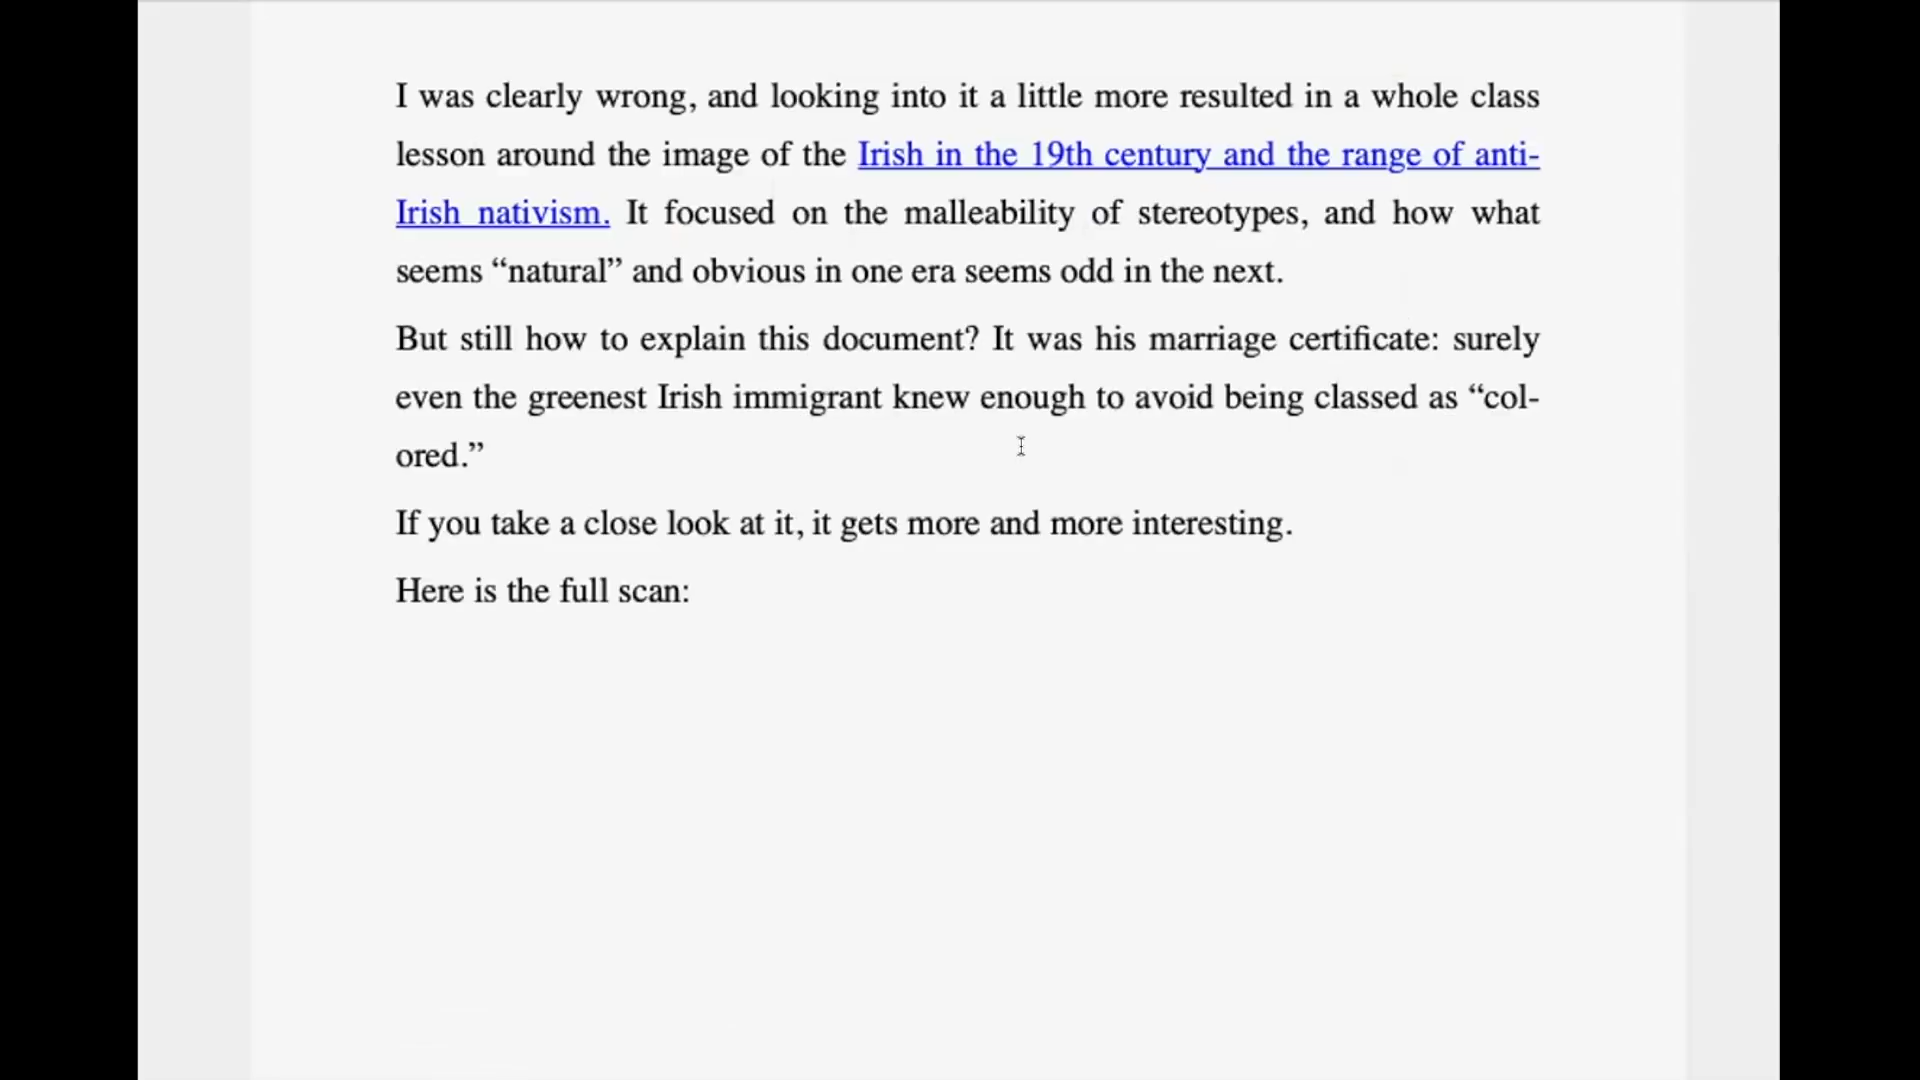 I was clearly wrong, and looking into it a little more resulted in a whole class
lesson around the image of the Irish in the 19th century and the range of anti-
Irish nativism. It focused on the malleability of stereotypes, and how what
seems “natural” and obvious in one era seems odd in the next.
But still how to explain this document? It was his marriage certificate: surely
even the greenest Irish immigrant knew enough to avoid being classed as “col-
ored.”
If you take a close look at it, it gets more and more interesting.
Here is the full scan: